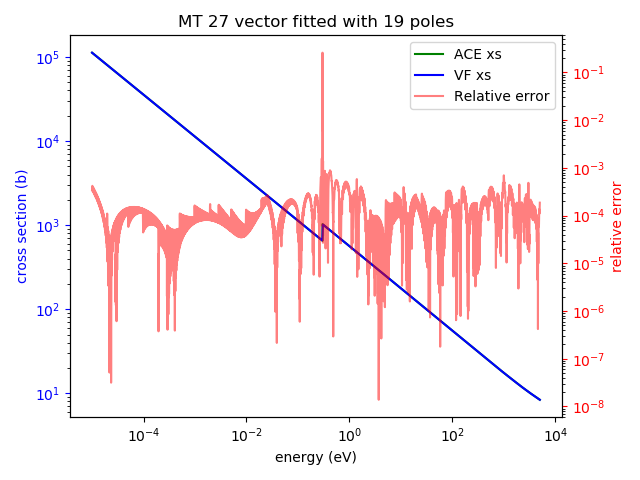 MT 27 vector fitted with 19 poles
ACE xs
VF xs
Relative error
10^5
10^4
10^3
10^2
10^1
cross section (b)
10^-1
10^-2
10^-3
10^-4
10^-5
10^-6
10^-7
10^-8
relative error
10^-4
10^-2
10^0
10^2
10^4
energy (eV)